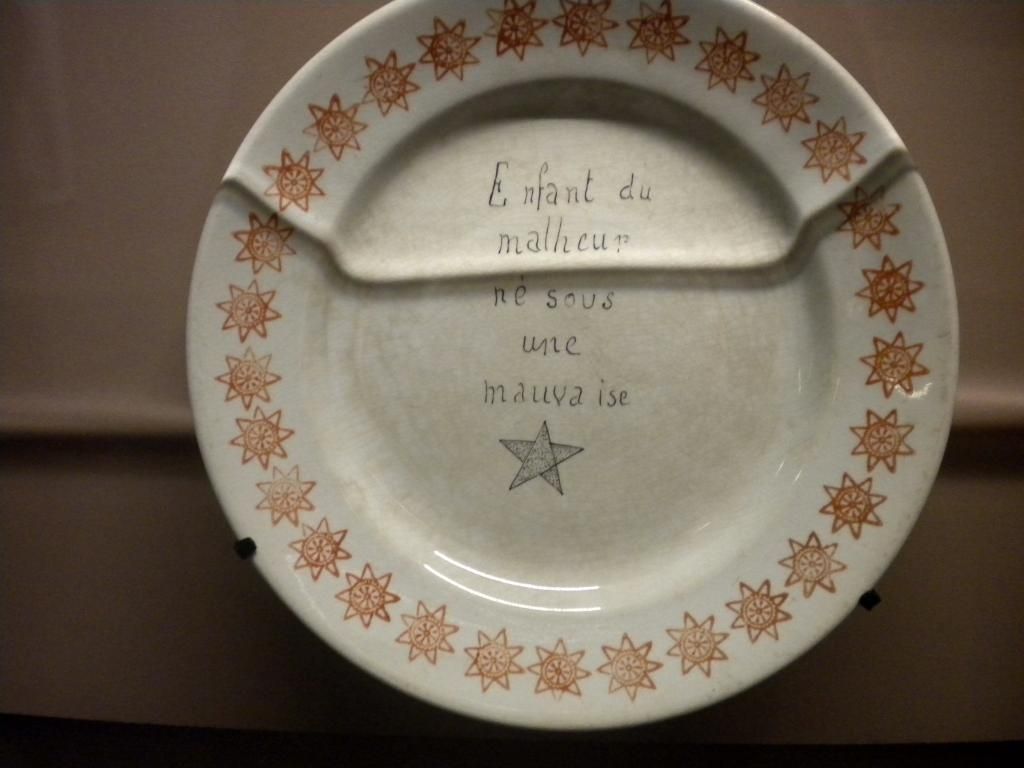 Enfant du
malheur
né sous
une
mauvaise